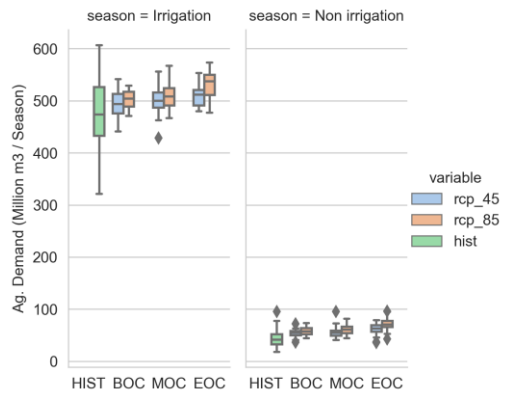 season = Irrigation
season = Non irrigation
Ag. Demand (Million m3 / Season)
600
500
400
300
200
100
0
HIST BOC MOC EOC
HIST BOC MOC EOC
variable
rcp_45
rcp_85
hist